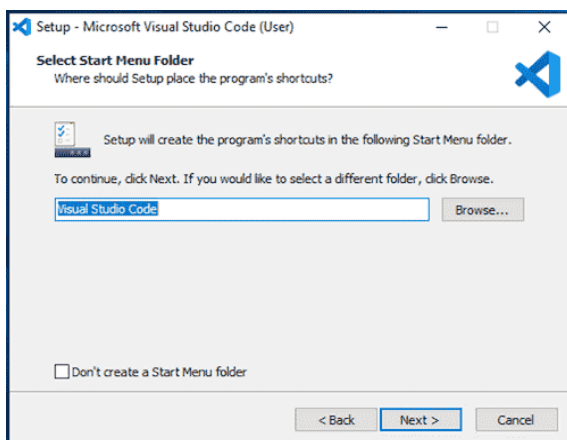 Setup - Microsoft Visual Studio Code (User)
Select Start Menu Folder
Where should Setup place the program's shortcuts?
Setup will create the program's shortcuts in the following Start Menu folder.
To continue, click Next. If you would like to select a different folder, click Browse.
Visual Studio Code
Browse...
Don't create a Start Menu folder
< Back
Next >
Cancel